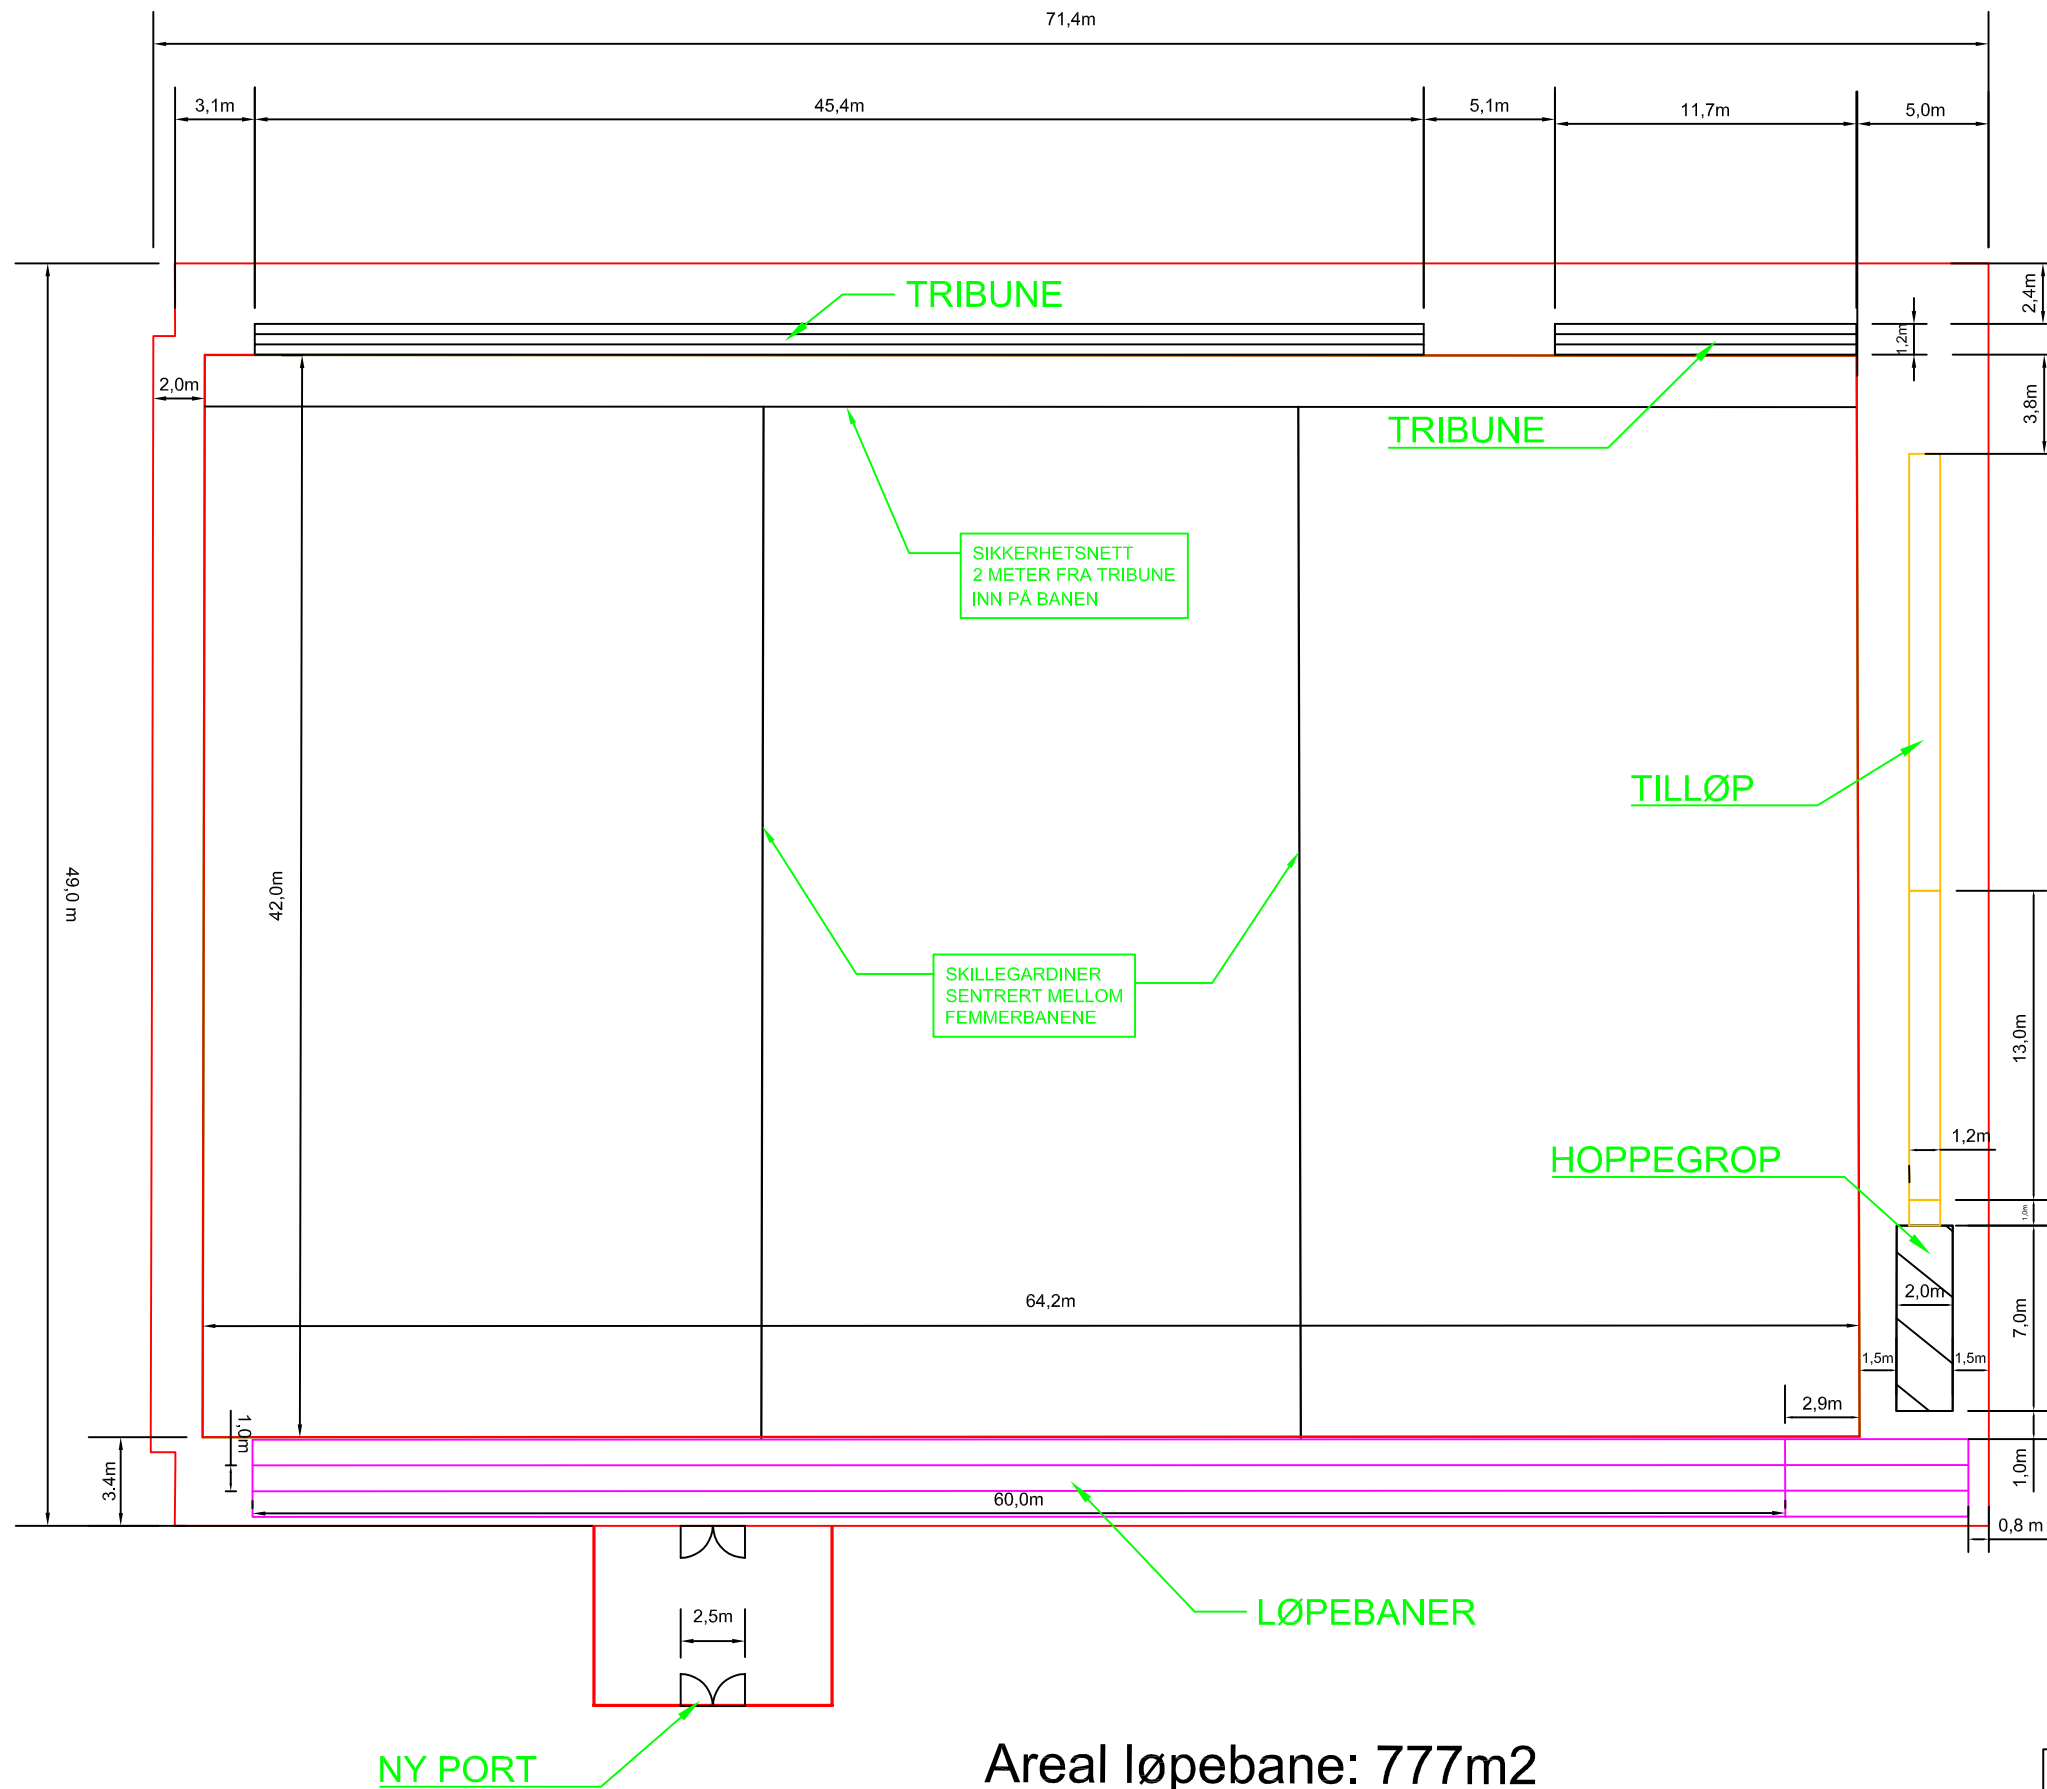 71,4m
3,1m
45,4m
5,1m
11,7m
5,0m
TRIBUNE
2,4m
1,2m
2,0m
3,8m
TRIBUNE
SIKKERHETSNETT
2 METER FRA TRIBUNE
INN PÅ BANEN
TILLØP
49,0 m
42,0m
SKILLEGARDINER
SENTRERT MELLOM
FEMMERBANENE
13,0m
1,2m
HOPPEGROP
1,0m
2,0m
64,2m
7,0m
1,5m
1,5m
2,9m
1,0m
3.4m
1,0m
60,0m
0,8 m
2,5m
LØPEBANER
NY PORT
Areal løpebane: 777m2